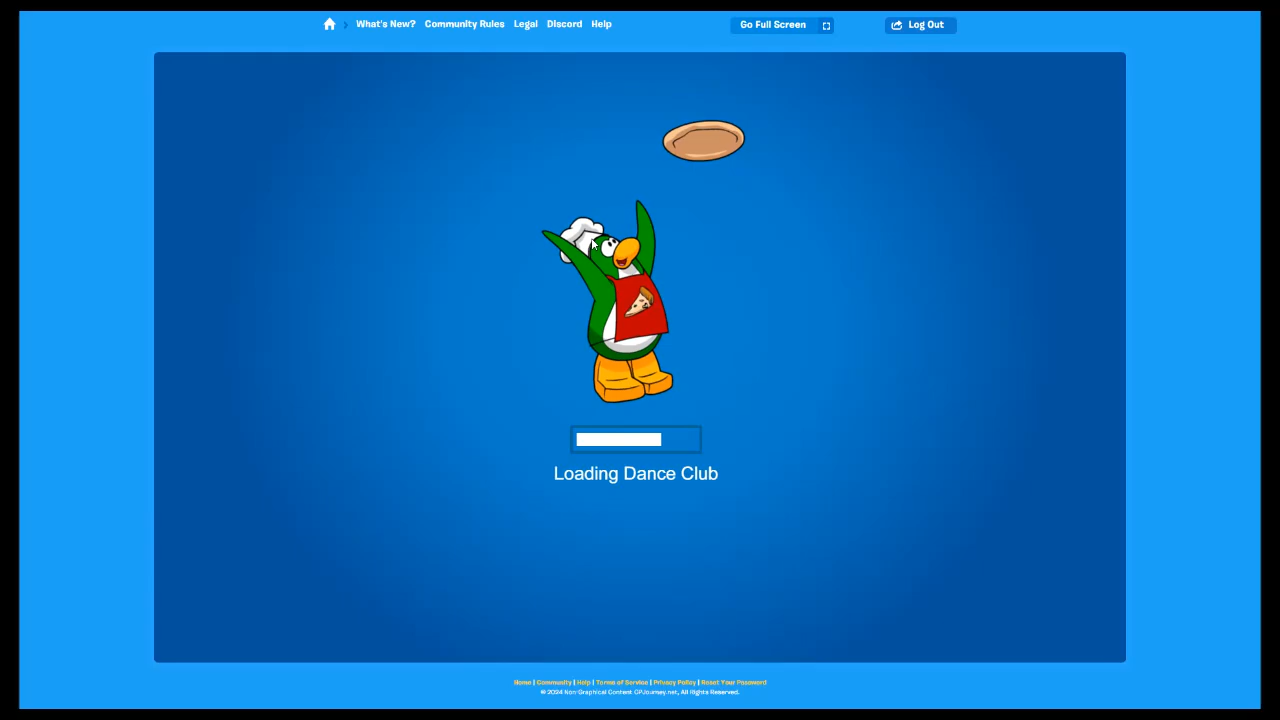 What's New? Community Rules Legal Discord Help Go Full Screen Log Out
Loading Dance Club
Home | Community | Help | Terms of Service | Privacy Policy | Reset Your Password
© 2024 Non-Graphical Content CPJourney.net, All Rights Reserved.